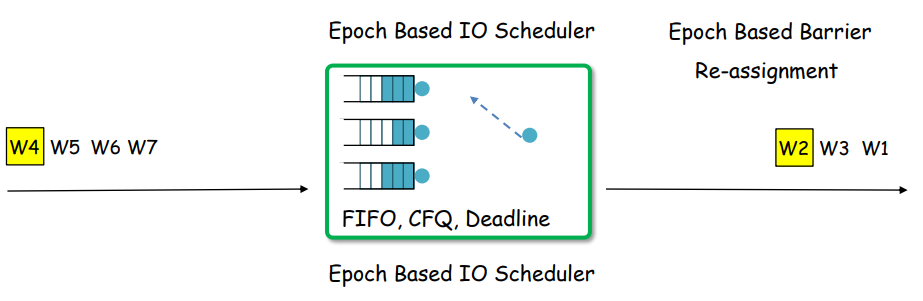 Epoch Based IO Scheduler
Epoch Based Barrier
Re-assignment
W4 W5 W6 W7
W2 W3 W1
FIFO, CFQ, Deadline
Epoch Based IO Scheduler